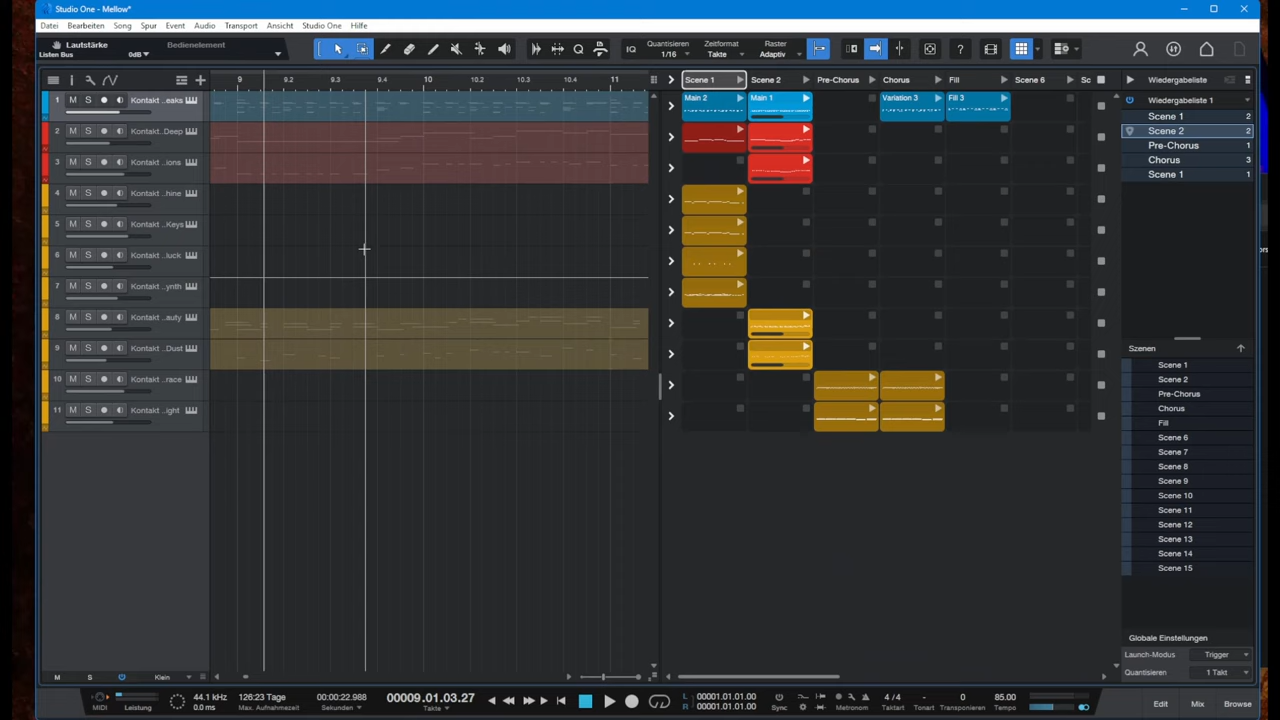 Studio One - Mellow*
Datei Bearbeiten Song Spur Event Audio Transport Ansicht Studio One Hilfe
Lautstärke Bedienelement
Listen Bus 0dB
IQ Quantisieren Zeitformat Raster
1/16 Takte Adaptiv
9 9.2 9.3 9.4 10 10.2 10.3 10.4 11
Scene 1 Scene 2 Pre-Chorus Chorus Fill Scene 6 Sc
Wiedergabeliste
1 M S Kontakt ..eaks
Main 2 Main 1 Variation 3 Fill 3
Wiedergabeliste 1
Scene 1 2
Scene 2 2
Pre-Chorus 1
Chorus 3
Scene 1 1
2 M S Kontakt ..Deep
3 M S Kontakt ..ions
4 M S Kontakt ..hine
5 M S Kontakt ..Keys
6 M S Kontakt ..luck
7 M S Kontakt ..ynth
8 M S Kontakt ..auty
9 M S Kontakt ..Dust
10 M S Kontakt ..race
11 M S Kontakt ..ight
Szenen
Scene 1
Scene 2
Pre-Chorus
Chorus
Fill
Scene 6
Scene 7
Scene 8
Scene 9
Scene 10
Scene 11
Scene 12
Scene 13
Scene 14
Scene 15
Globale Einstellungen
Launch-Modus Trigger
Quantisieren 1 Takt
M S Klein
MIDI Leistung
44.1 kHz
0.0 ms
126:23 Tage
Max. Aufnahmezeit
00:00:22.988
Sekunden
00009.01.03.27
Takte
L 00001.01.01.00
R 00001.01.01.00
Sync
Metronom
4 / 4
Taktart
-
Tonart
0
Transponieren
85.00
Tempo
Edit Mix Browse